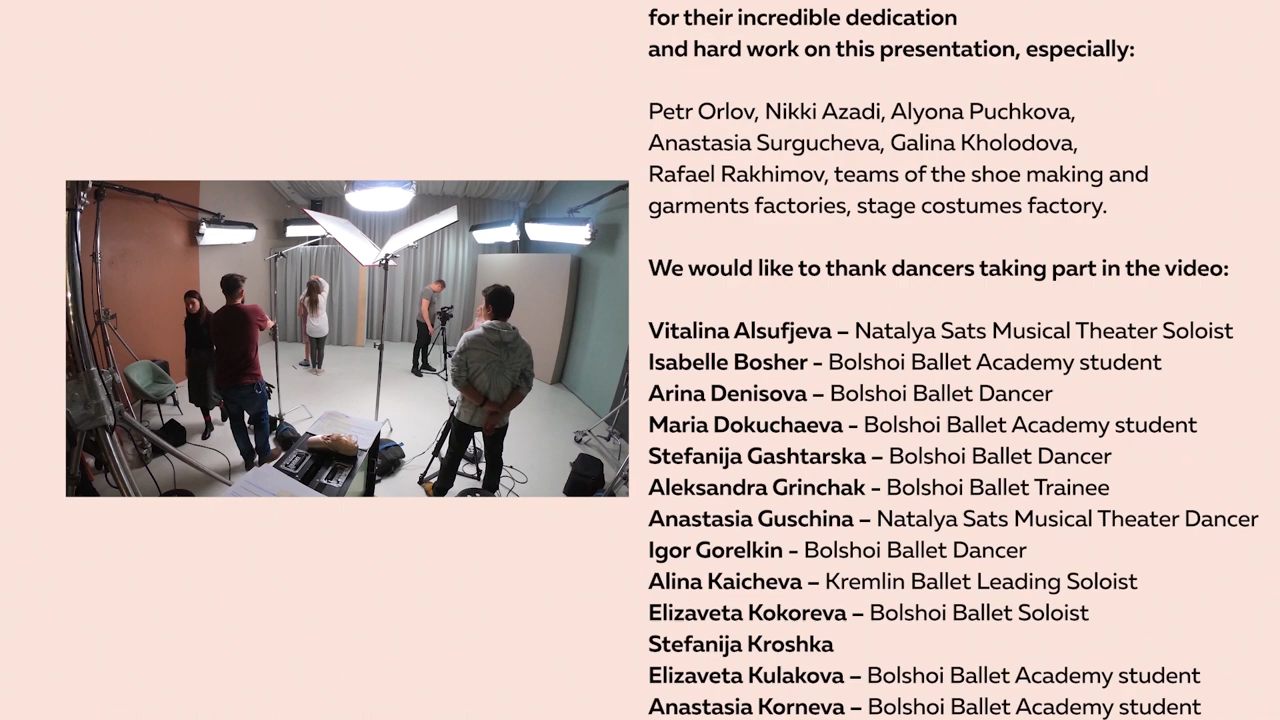 for their incredible dedication
and hard work on this presentation, especially:
Petr Orlov, Nikki Azadi, Alyona Puchkova,
Anastasia Surgucheva, Galina Kholodova,
Rafael Rakhimov, teams of the shoe making and
garments factories, stage costumes factory.
We would like to thank dancers taking part in the video:
Vitalina Alsufjeva – Natalya Sats Musical Theater Soloist
Isabelle Bosher - Bolshoi Ballet Academy student
Arina Denisova – Bolshoi Ballet Dancer
Maria Dokuchaeva - Bolshoi Ballet Academy student
Stefanija Gashtarska – Bolshoi Ballet Dancer
Aleksandra Grinchak - Bolshoi Ballet Trainee
Anastasia Guschina – Natalya Sats Musical Theater Dancer
Igor Gorelkin - Bolshoi Ballet Dancer
Alina Kaicheva – Kremlin Ballet Leading Soloist
Elizaveta Kokoreva – Bolshoi Ballet Soloist
Stefanija Kroshka
Elizaveta Kulakova – Bolshoi Ballet Academy student
Anastasia Korneva – Bolshoi Ballet Academy student